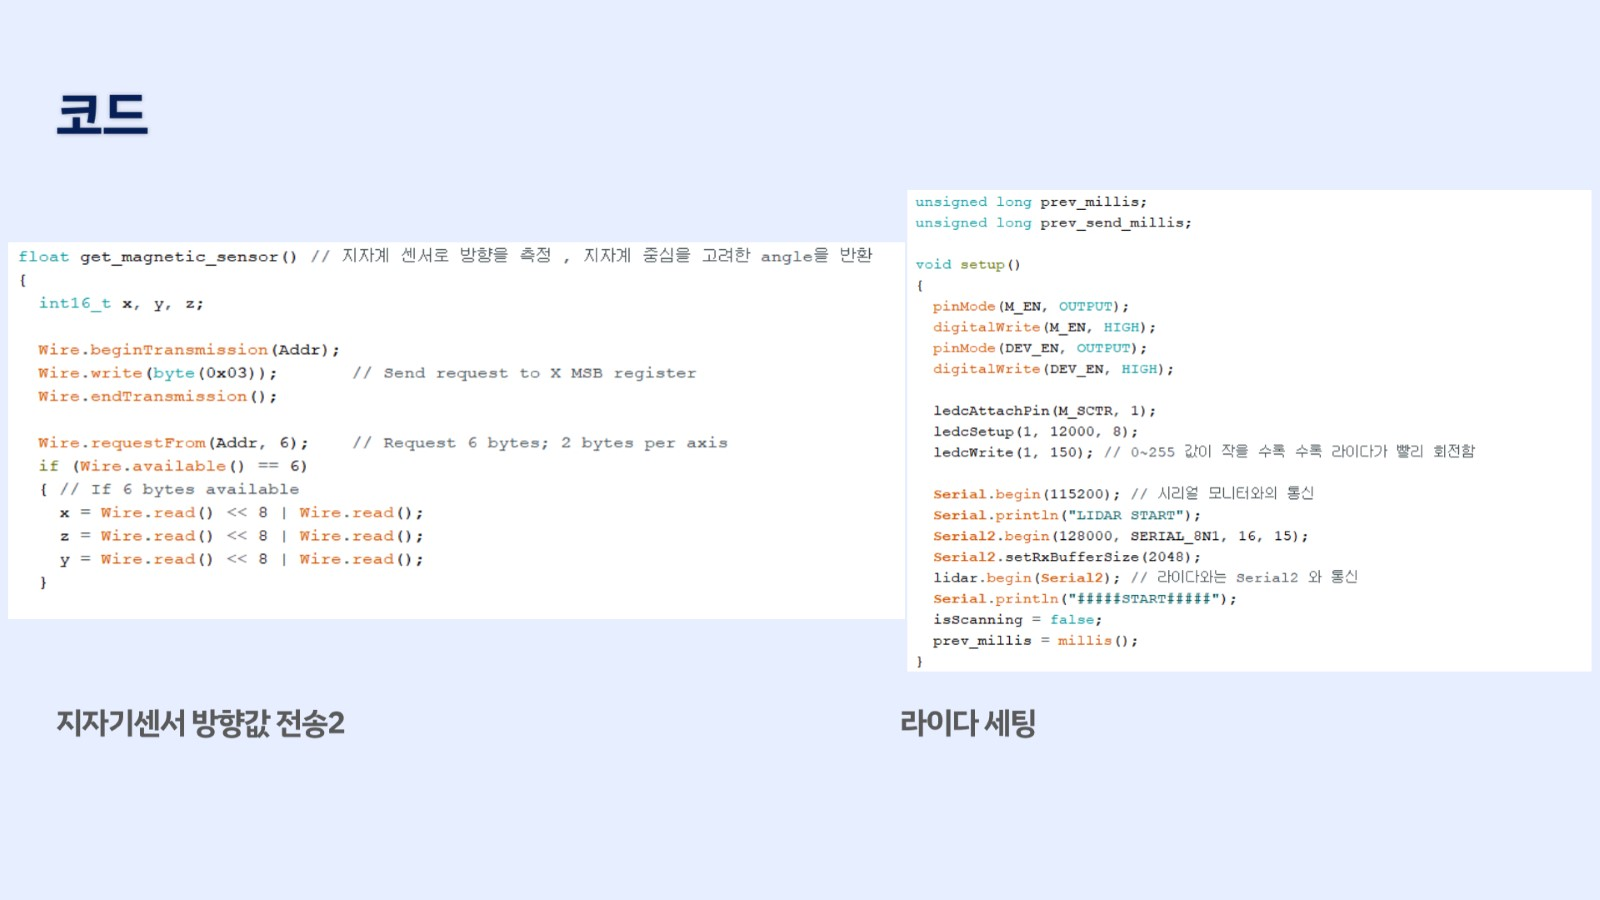 코드
float get_magnetic_sensor() // 지자계 센서로 방향을 측정 , 지자계 중심을 고려한 angle을 반환
{
int16_t x, y, z;
Wire.beginTransmission(Addr);
Wire.write(byte(0x03)); // Send request to X MSB register
Wire.endTransmission();
Wire.requestFrom(Addr, 6); // Request 6 bytes; 2 bytes per axis
if (Wire.available() == 6)
{ // If 6 bytes available
x = Wire.read() << 8 | Wire.read();
z = Wire.read() << 8 | Wire.read();
y = Wire.read() << 8 | Wire.read();
}
지자기센서 방향값 전송2
unsigned long prev_millis;
unsigned long prev_send_millis;
void setup()
{
pinMode(M_EN, OUTPUT);
digitalWrite(M_EN, HIGH);
pinMode(DEV_EN, OUTPUT);
digitalWrite(DEV_EN, HIGH);
ledcAttachPin(M_SCTR, 1);
ledcSetup(1, 12000, 8);
ledcWrite(1, 150); // 0~255 값이 작을 수록 수록 라이다가 빨리 회전함
Serial.begin(115200); // 시리얼 모니터와의 통신
Serial.println("LIDAR START");
Serial2.begin(128000, SERIAL_8N1, 16, 15);
Serial2.setRxBufferSize(2048);
lidar.begin(Serial2); // 라이다와는 Serial2 와 통신
Serial.println("#####START#####");
isScanning = false;
prev_millis = millis();
}
라이다 세팅